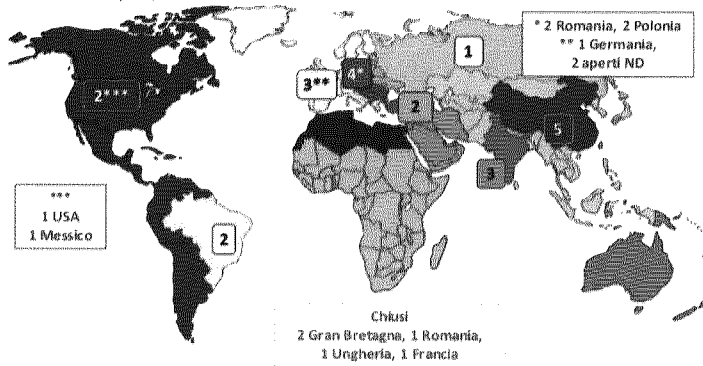 * 2 Romania, 2 Polonia
** 1 Germania,
2 aperti ND
1
3**
4*
2***
2
5
3
***
1 USA
1 Messico
2
Chiusi
2 Gran Bretagna, 1 Romania,
1 Ungheria, 1 Francia